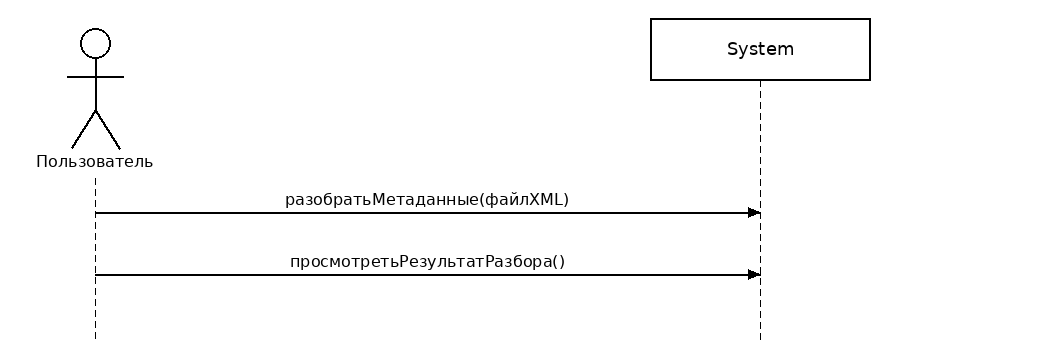 System
Пользователь
разобратьМетаданные(файлXML)
просмотретьРезультатРазбора()